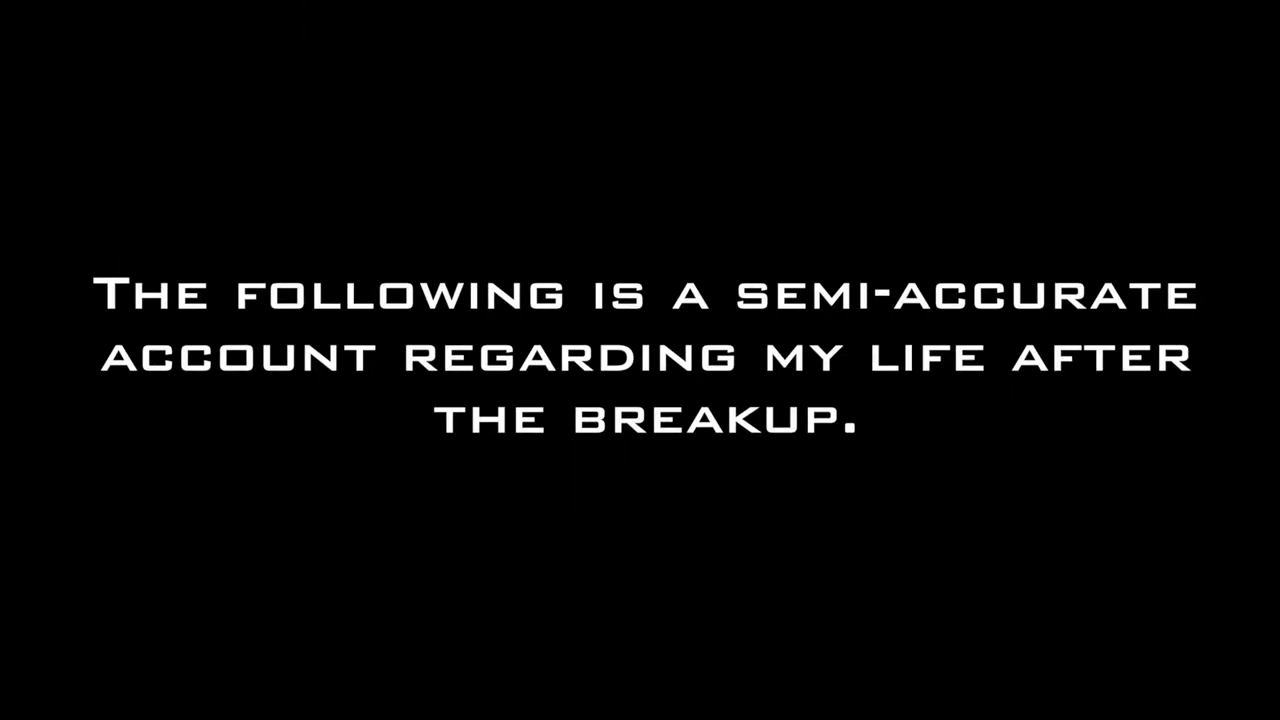 The following is a semi-accurate
account regarding my life after
the breakup.